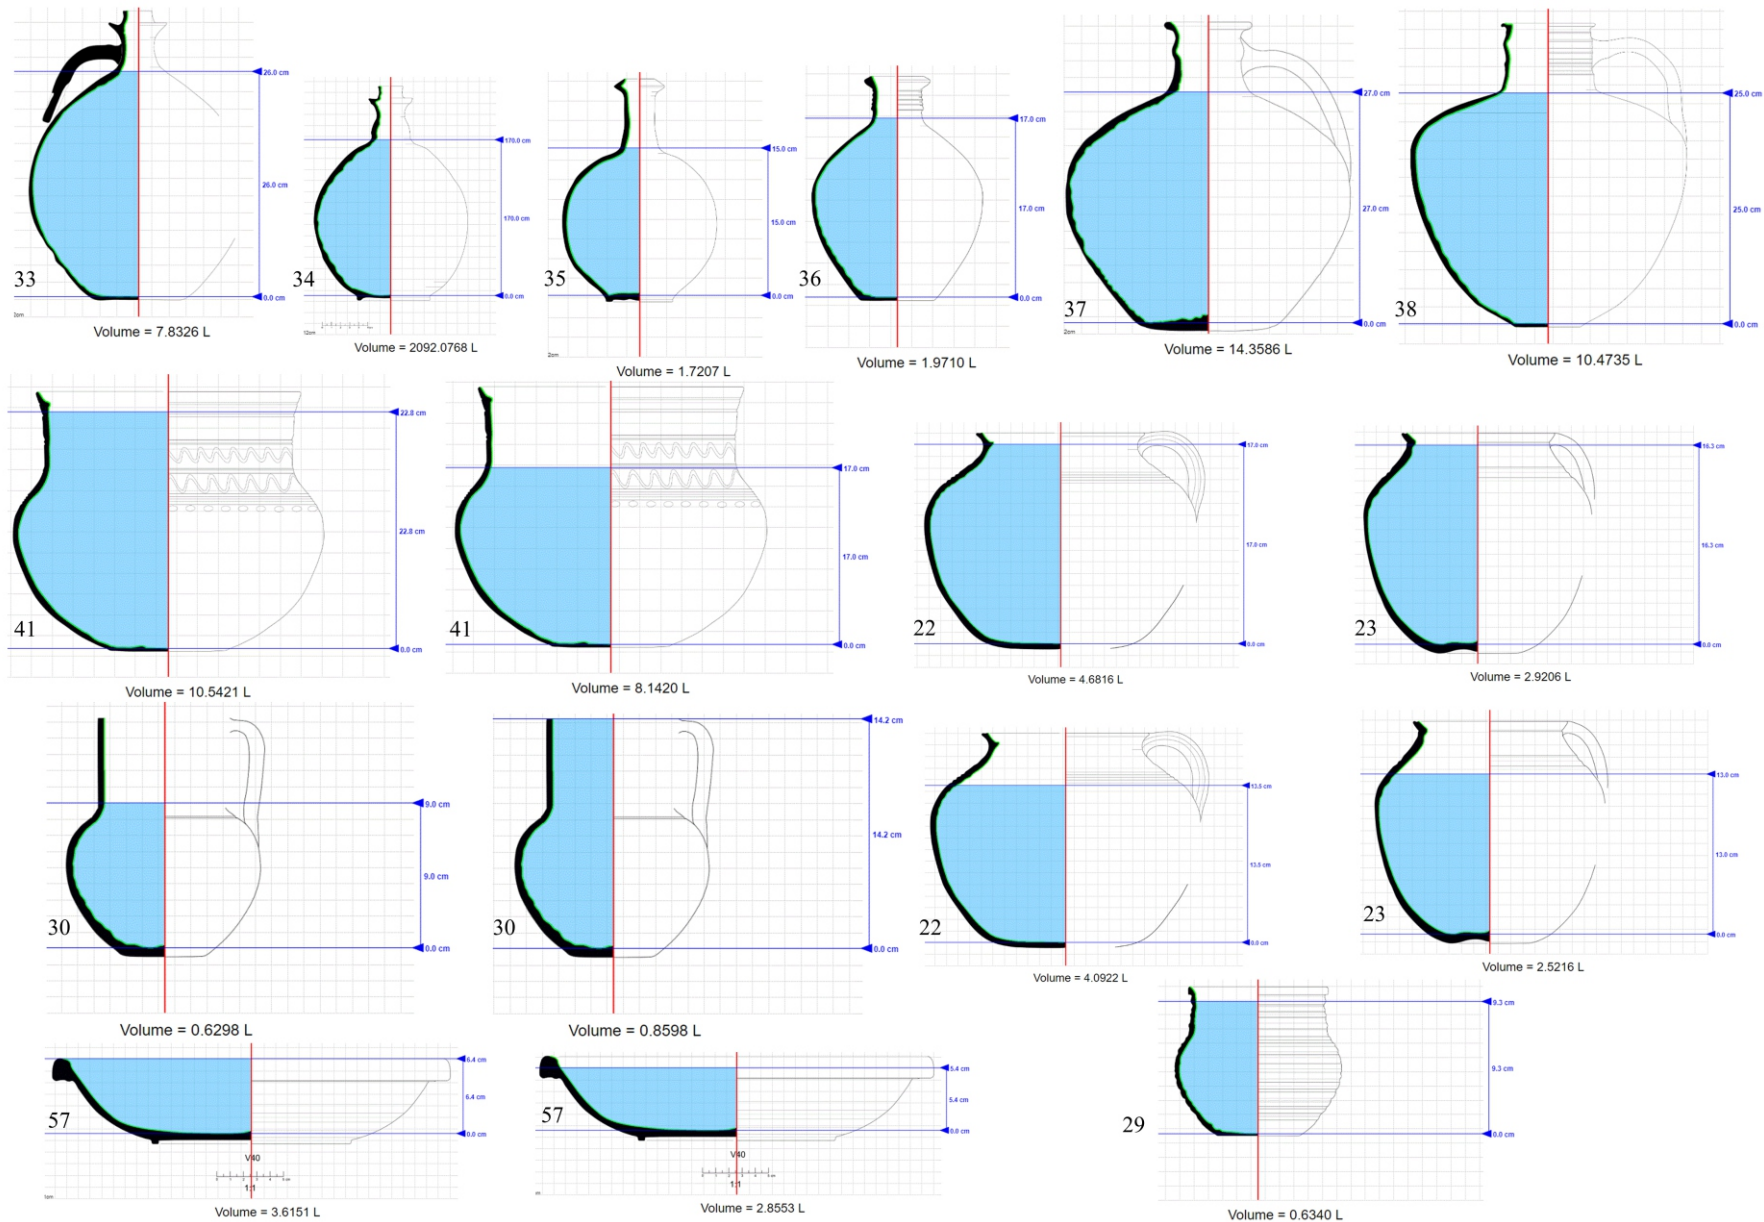 26.0 cm
26.0 cm
0.0 cm
33
Volume = 7.8326 L
170.0 cm
170.0 cm
0.0 cm
34
12cm
Volume = 2092.0768 L
15.0 cm
15.0 cm
0.0 cm
35
2cm
Volume = 1.7207 L
17.0 cm
17.0 cm
0.0 cm
36
Volume = 1.9710 L
27.0 cm
27.0 cm
0.0 cm
37
2cm
Volume = 14.3586 L
25.0 cm
25.0 cm
0.0 cm
38
Volume = 10.4735 L
22.8 cm
22.8 cm
0.0 cm
41
Volume = 10.5421 L
17.0 cm
17.0 cm
0.0 cm
41
Volume = 8.1420 L
17.0 cm
17.0 cm
0.0 cm
22
Volume = 4.6816 L
16.3 cm
16.3 cm
0.0 cm
23
Volume = 2.9206 L
9.0 cm
9.0 cm
0.0 cm
30
Volume = 0.6298 L
14.2 cm
14.2 cm
0.0 cm
30
Volume = 0.8598 L
0.0 cm
22
Volume = 4.0922 L
13.0 cm
13.0 cm
0.0 cm
23
Volume = 2.5216 L
6.4 cm
6.4 cm
0.0 cm
57
V40
1:1
Volume = 3.6151 L
5.4 cm
5.4 cm
0.0 cm
57
V40
1:1
Volume = 2.8553 L
9.3 cm
9.3 cm
0.0 cm
29
Volume = 0.6340 L